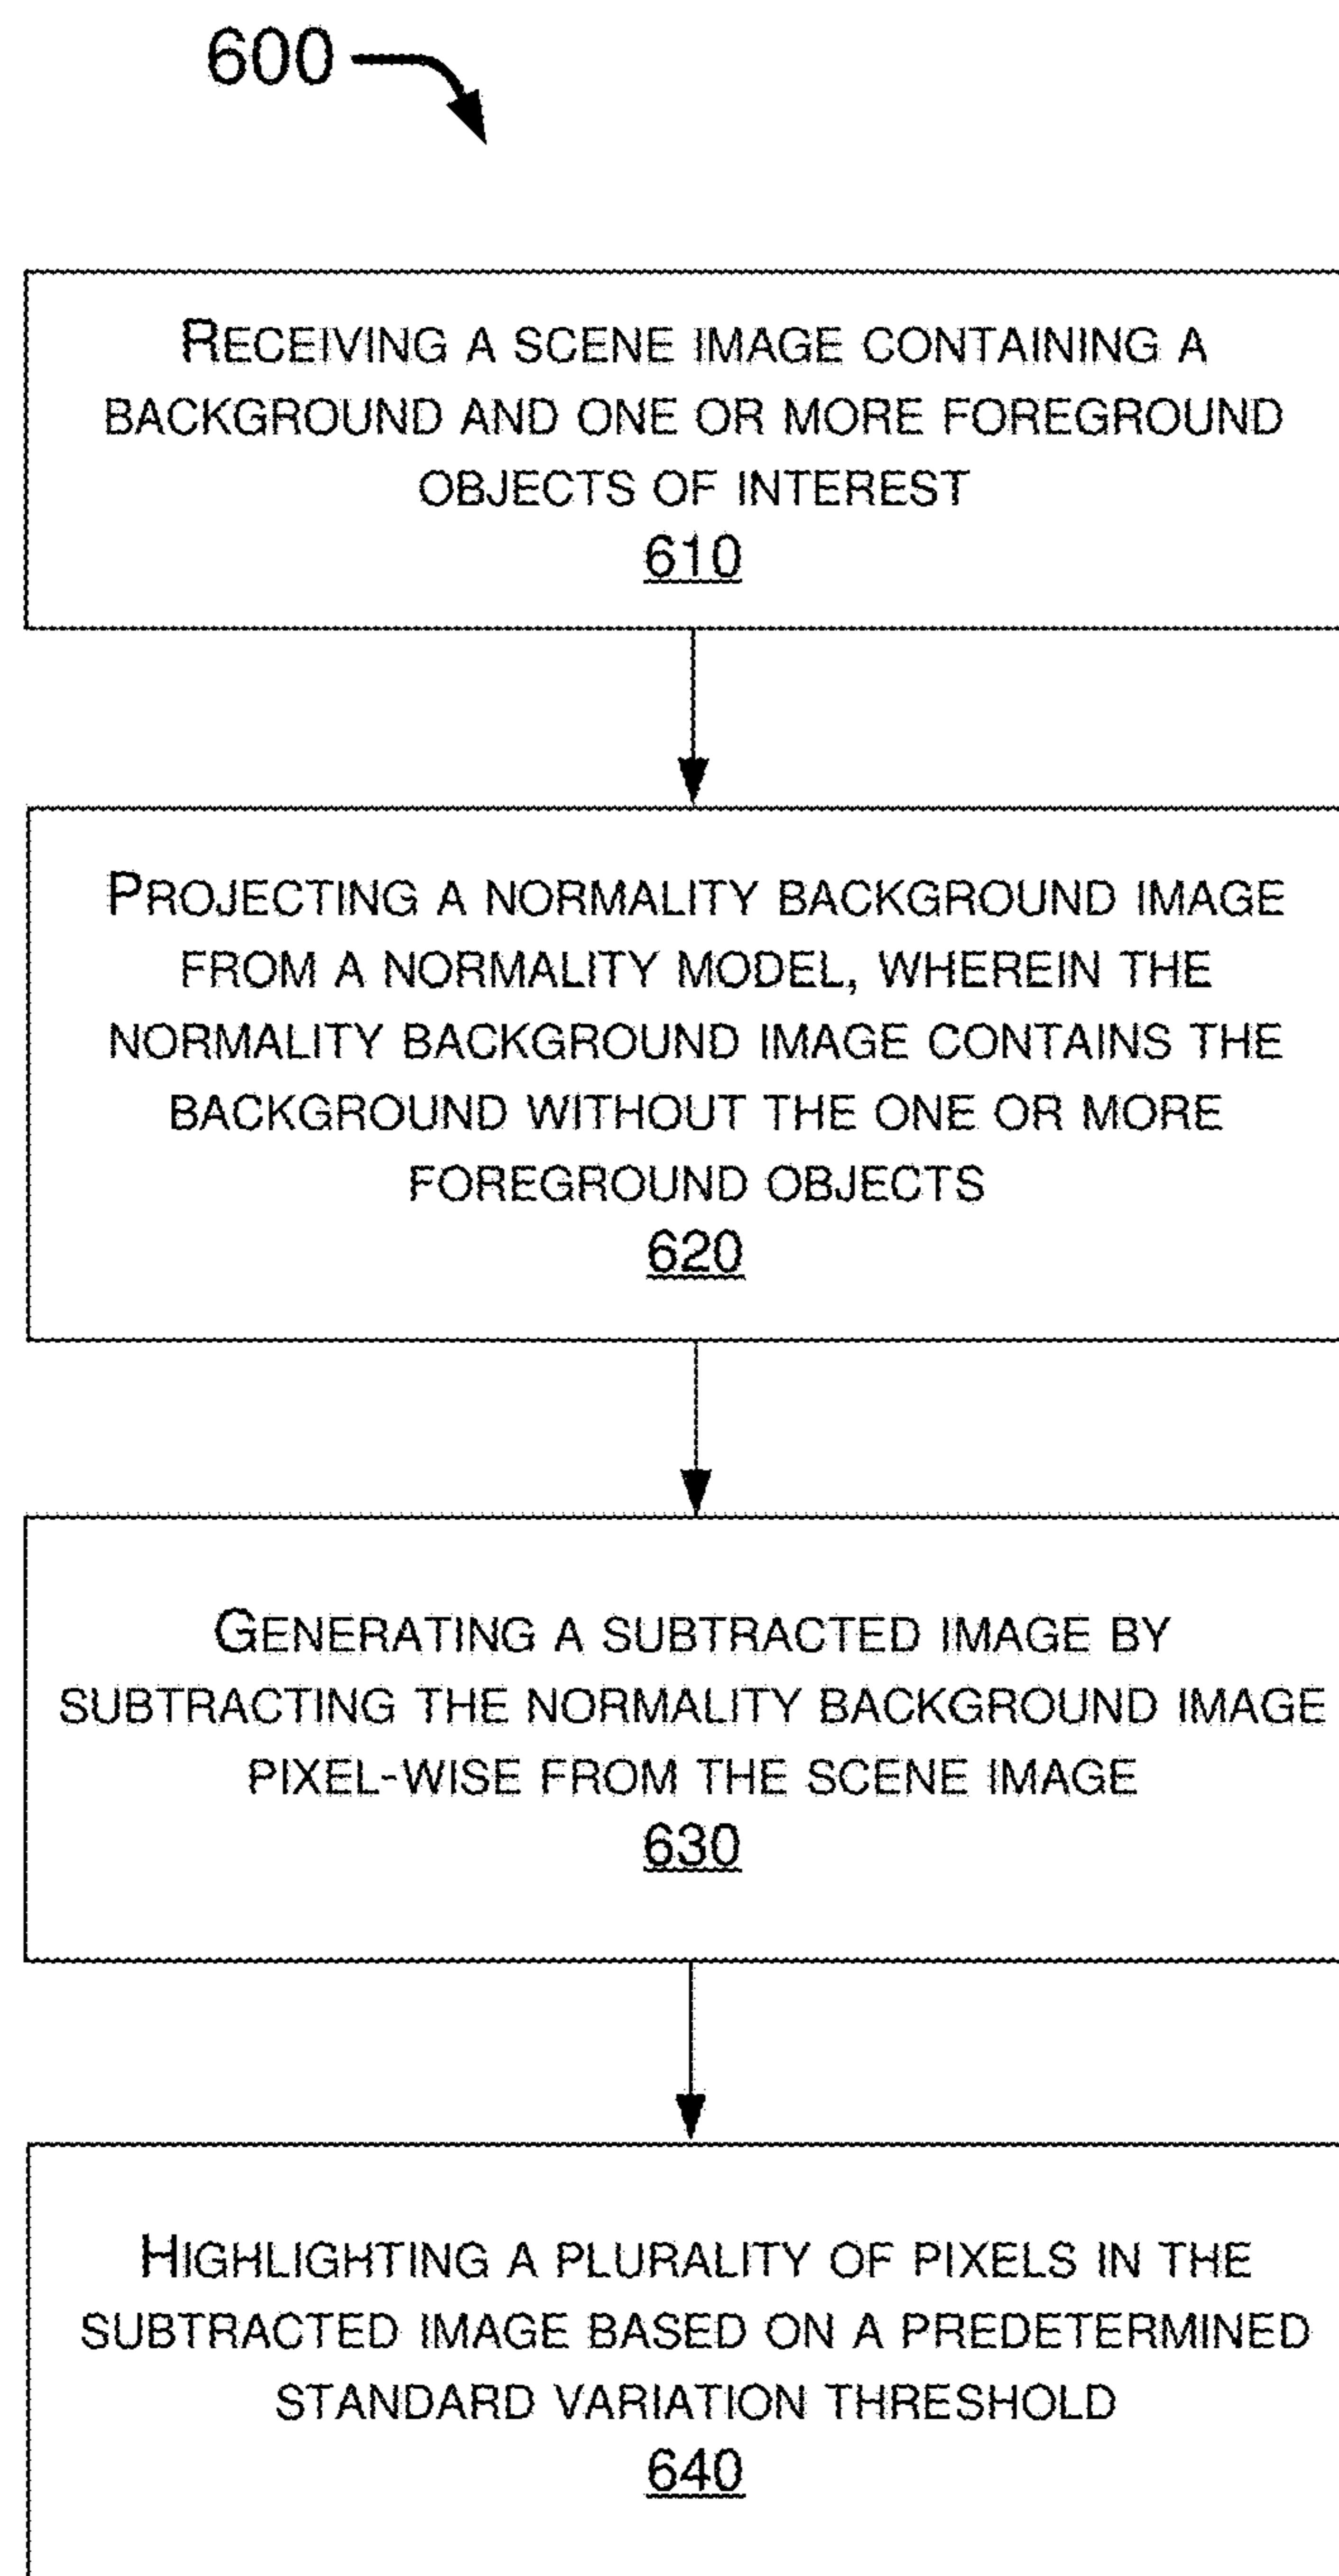 600
RECEIVING A SCENE IMAGE CONTAINING A
BACKGROUND AND ONE OR MORE FOREGROUND
OBJECTS OF INTEREST
610
PROJECTING A NORMALITY BACKGROUND IMAGE
FROM A NORMALITY MODEL, WHEREIN THE
NORMALITY BACKGROUND IMAGE CONTAINS THE
BACKGROUND WITHOUT THE ONE OR MORE
FOREGROUND OBJECTS
620
GENERATING A SUBTRACTED IMAGE BY
SUBTRACTING THE NORMALITY BACKGROUND IMAGE
PIXEL-WISE FROM THE SCENE IMAGE
630
HIGHLIGHTING A PLURALITY OF PIXELS IN THE
SUBTRACTED IMAGE BASED ON A PREDETERMINED
STANDARD VARIATION THRESHOLD
640